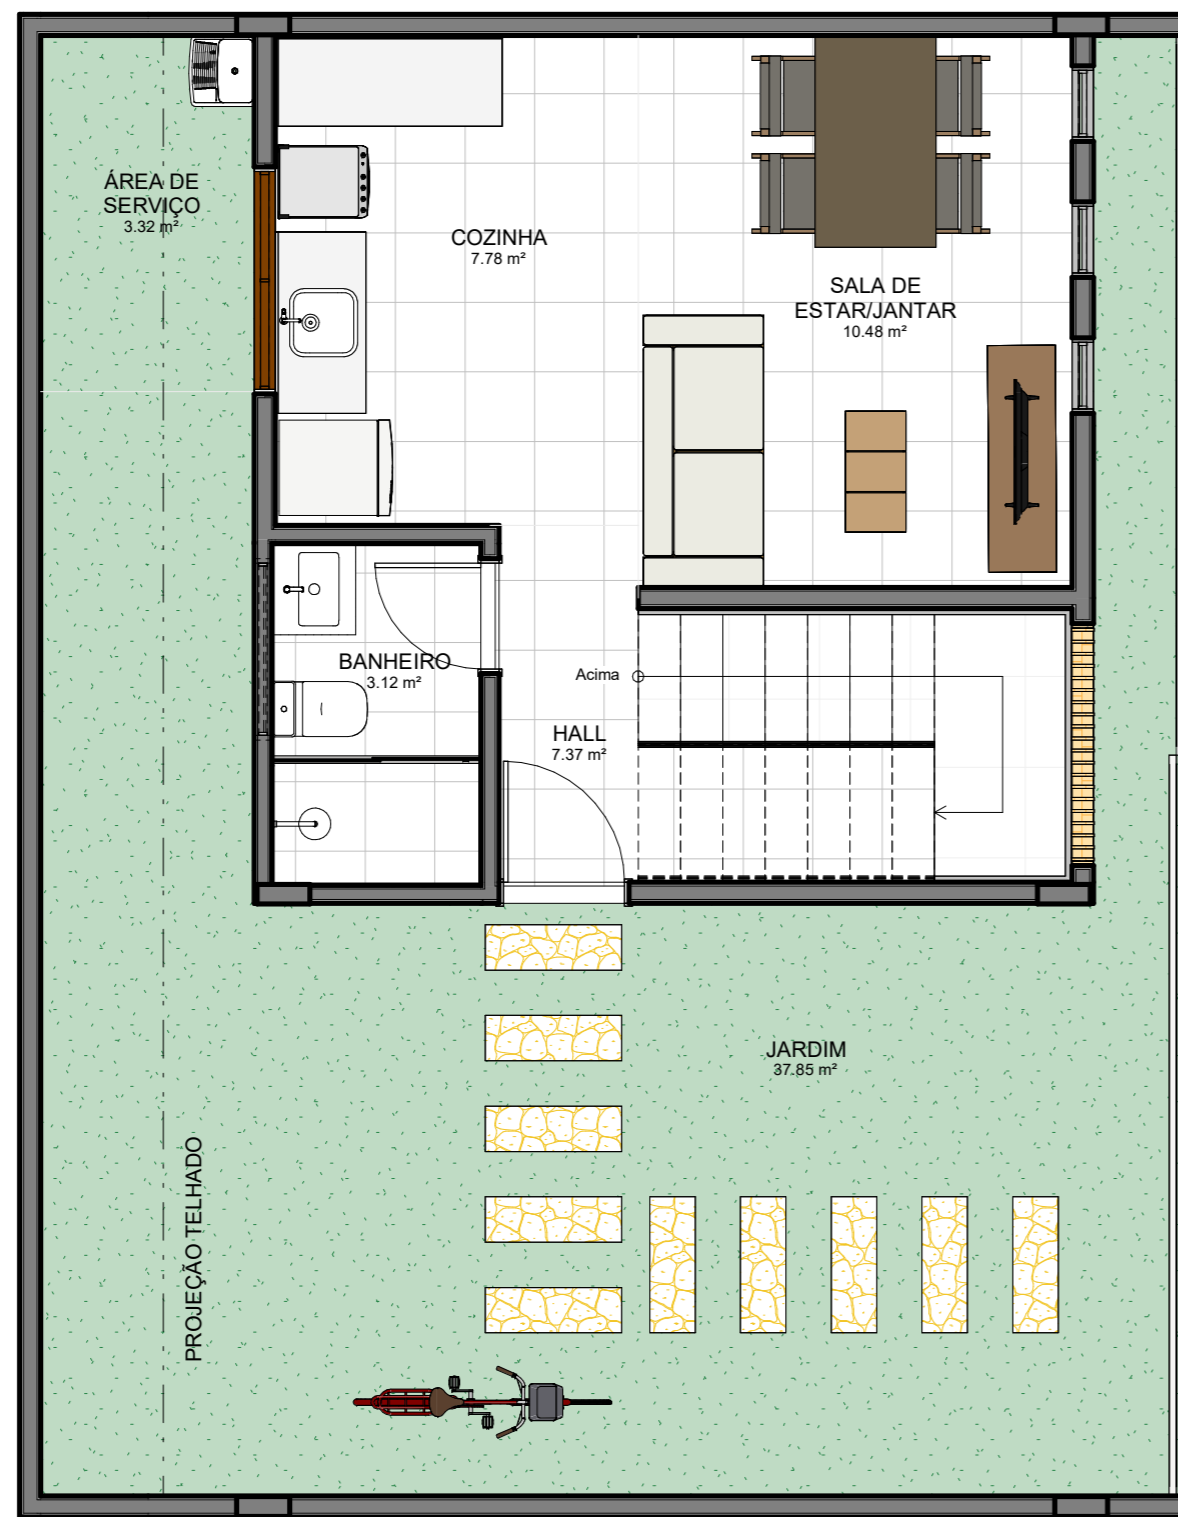 ÁREA DE
SERVIÇO
3.32 m²
COZINHA
7.78 m²
SALA DE
ESTAR/JANTAR
10.48 m²
BANHEIRO
3.12 m²
Acima
HALL
7.37 m²
JARDIM
37.85 m²
PROJEÇÃO TELHADO